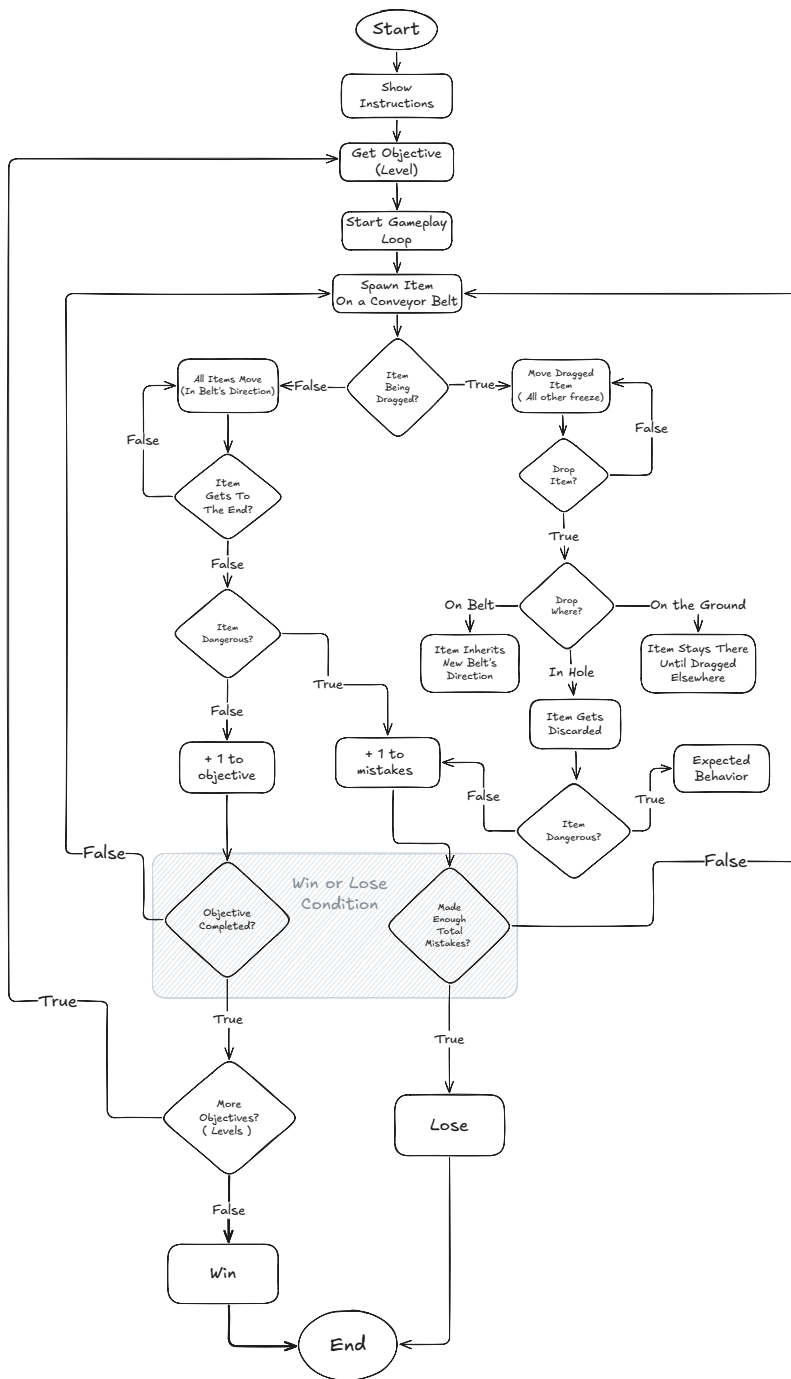 Start
Show
Instructions
Get Objective
(Level)
Start Gameplay
Loop
Spawn Item
On a Conveyor Belt
Item
Being
Dragged?
False
True
All Items Move
(In Belt's Direction)
Move Dragged
Item
( All other freeze)
False
False
Item
Gets To
The End?
Drop
Item?
True
False
Drop
Where?
On Belt
On the Ground
In Hole
Item
Dangerous?
Item Inherits
New Belt's
Direction
Item Stays There
Until Dragged
Elsewhere
True
False
Item Gets
Discarded
+ 1 to
objective
+ 1 to
mistakes
Expected
Behavior
False
True
Item
Dangerous?
False
False
Win or Lose
Condition
Objective
Completed?
Made
Enough
Total
Mistakes?
True
True
True
More
Objectives?
( Levels )
Lose
False
Win
End